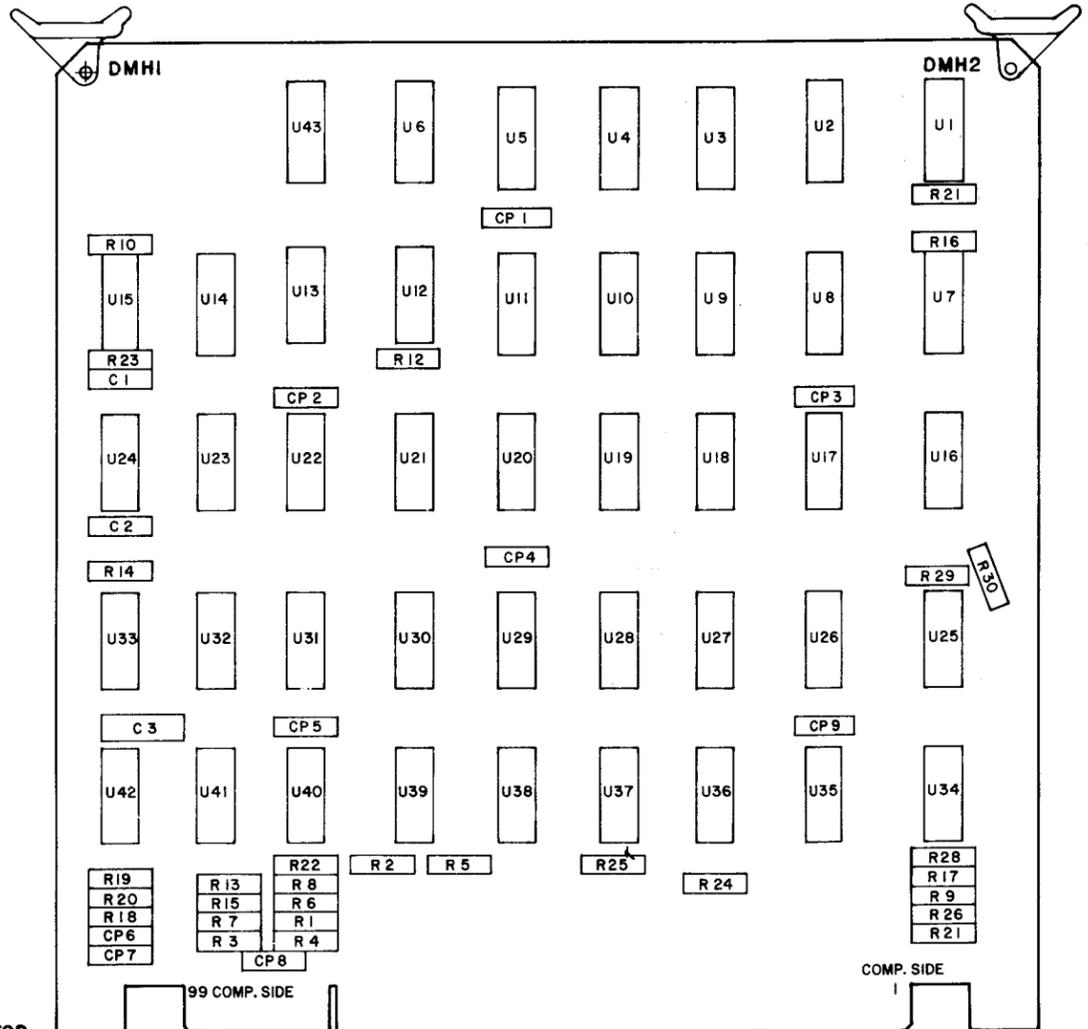 DMH1 DMH2
U43 U6 U5 U4 U3 U2 U1
R21
CP 1
R10 R16
U15 U14 U13 U12 U11 U10 U9 U8 U7
R23 R12
C1
CP 2 CP 3
U24 U23 U22 U21 U20 U19 U18 U17 U16
C2
CP4
R14 R29 R30
U33 U32 U31 U30 U29 U28 U27 U26 U25
C3 CP5 CP9
U42 U41 U40 U39 U38 U37 U36 U35 U34
R22 R2 R5 R25 R28
R19 R13 R8 R24 R17
R20 R15 R6 R9
R18 R7 R1 R26
CP6 R3 R4 R21
CP7 CP8
COMP. SIDE
99 COMP. SIDE 1